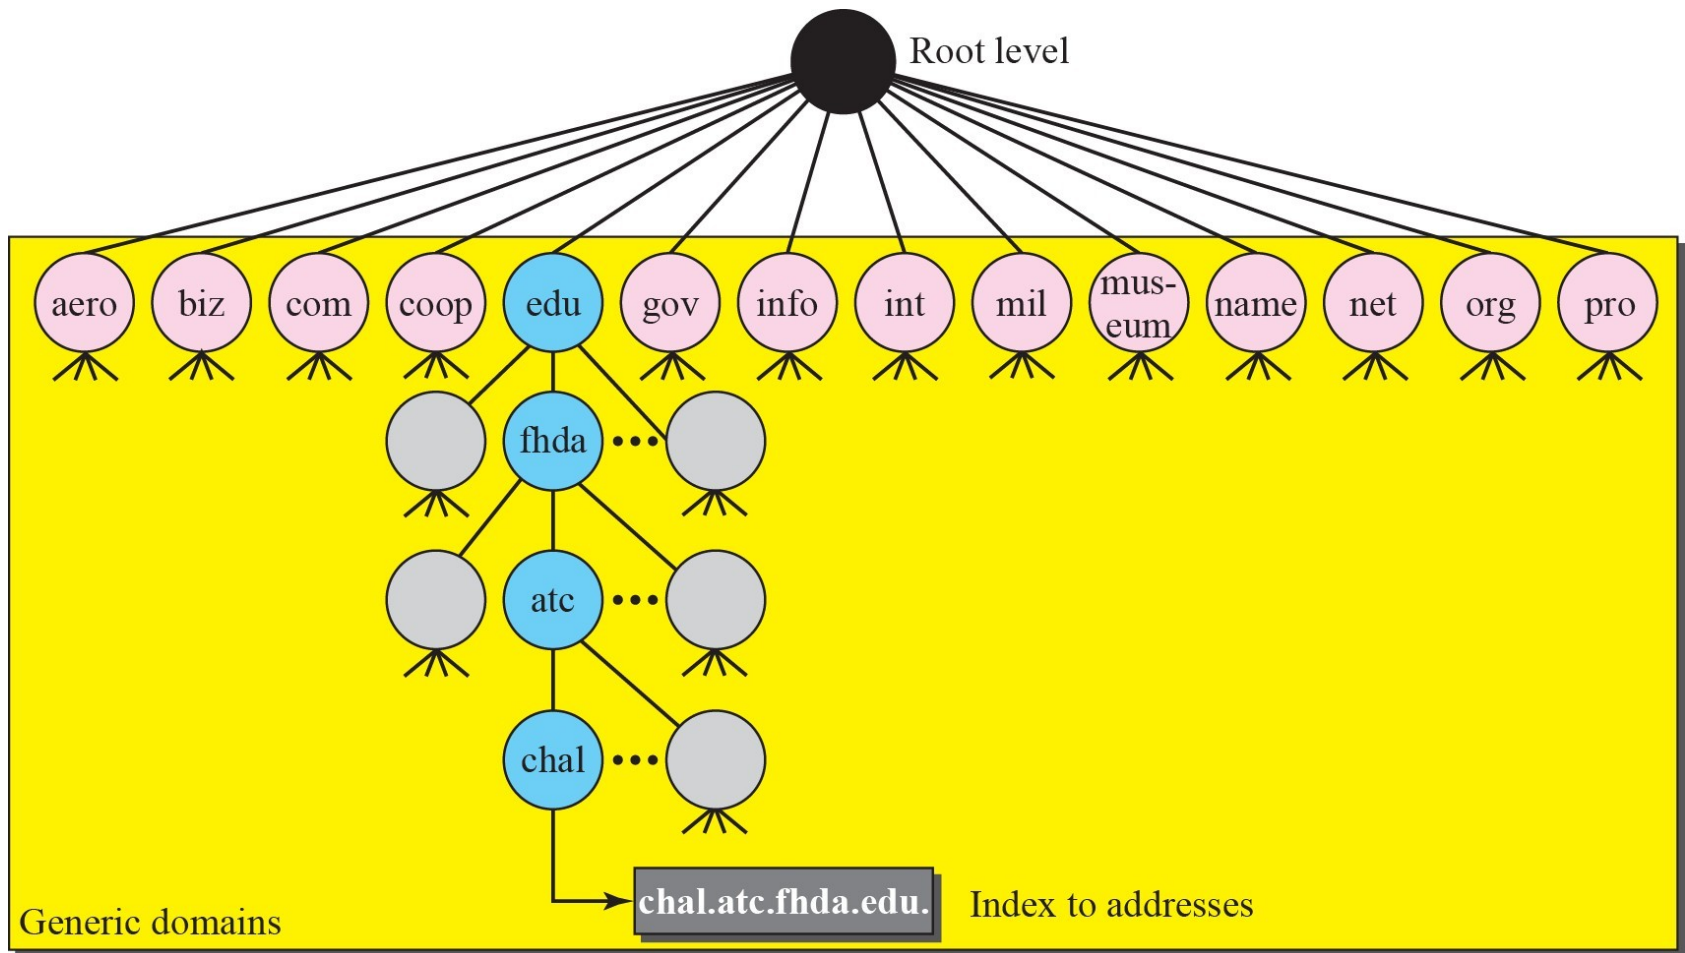 Root level
aero biz com coop edu gov info int mil mus-
eum name net org pro
fhda
atc
chal
chal.atc.fhda.edu.
Index to addresses
Generic domains